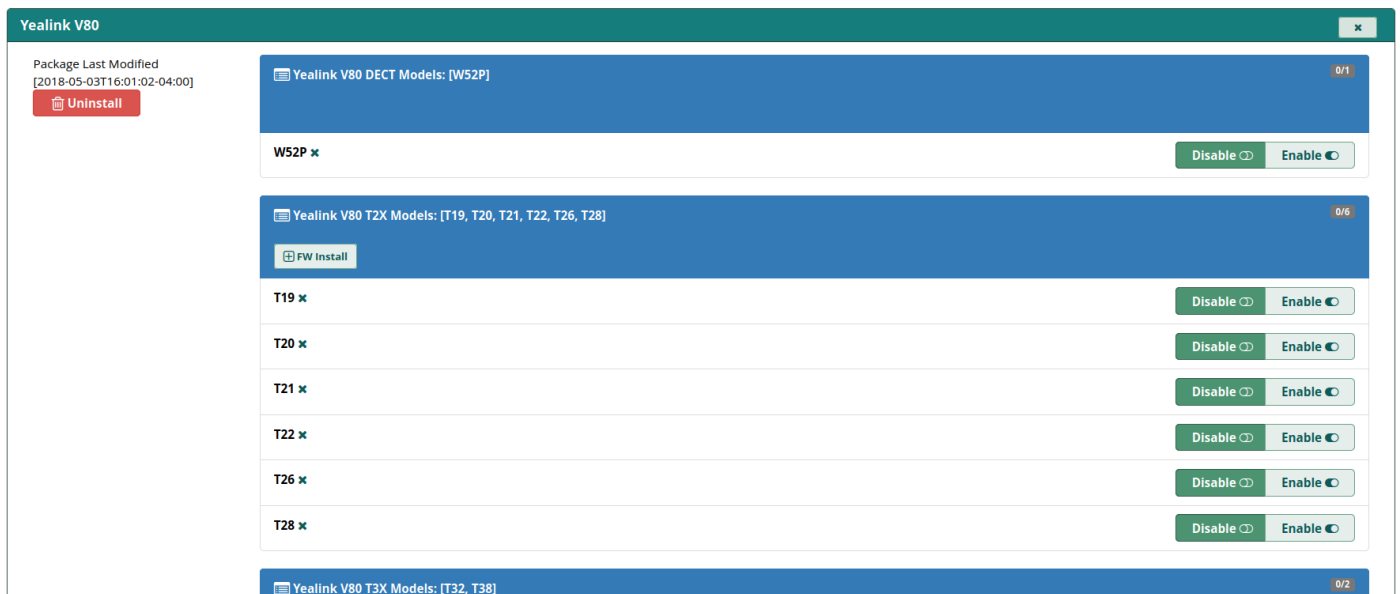 Yealink V80
Package Last Modified
[2018-05-03T16:01:02-04:00]
Uninstall
Yealink V80 DECT Models: [W52P]
0/1
W52P
Disable Enable
Yealink V80 T2X Models: [T19, T20, T21, T22, T26, T28]
0/6
FW Install
T19
Disable Enable
T20
Disable Enable
T21
Disable Enable
T22
Disable Enable
T26
Disable Enable
T28
Disable Enable
Yealink V80 T3X Models: [T32, T38]
0/2